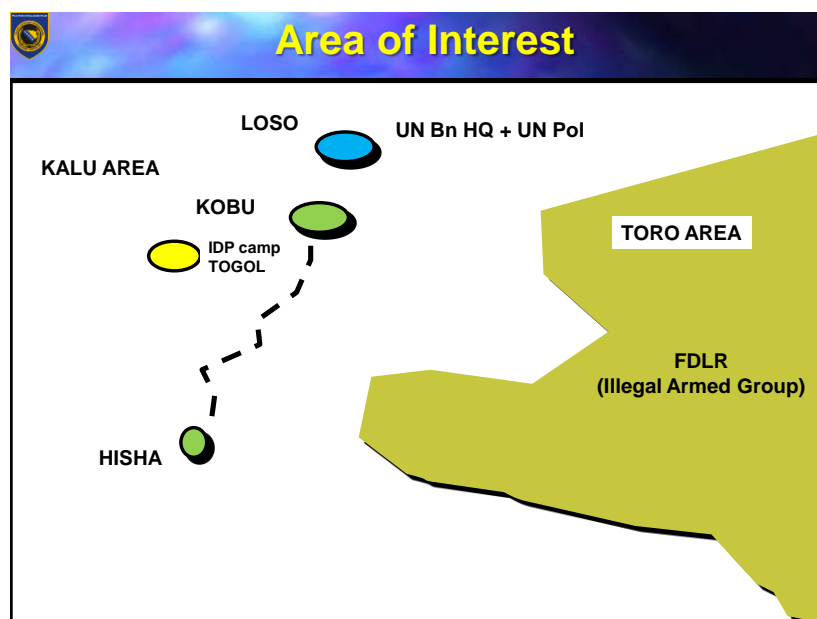 Area of Interest
LOSO
UN Bn HQ + UN Pol
KALU AREA
KOBU
TORO AREA
IDP camp
TOGOL
FDLR
(Illegal Armed Group)
HISHA